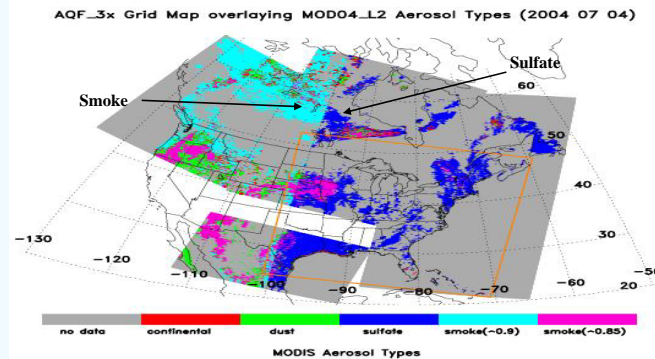 AQF_3x Grid Map overlaying MOD04_L2 Aerosol Types (2004 07 04)
Sulfate
Smoke
60
50
40
30
20
-130
-120
-110
-100
-90
-80
-70
-60
-50
no data continental dust sulfate smoke(~0.9) smoke(~0.85)
MODIS Aerosol Types